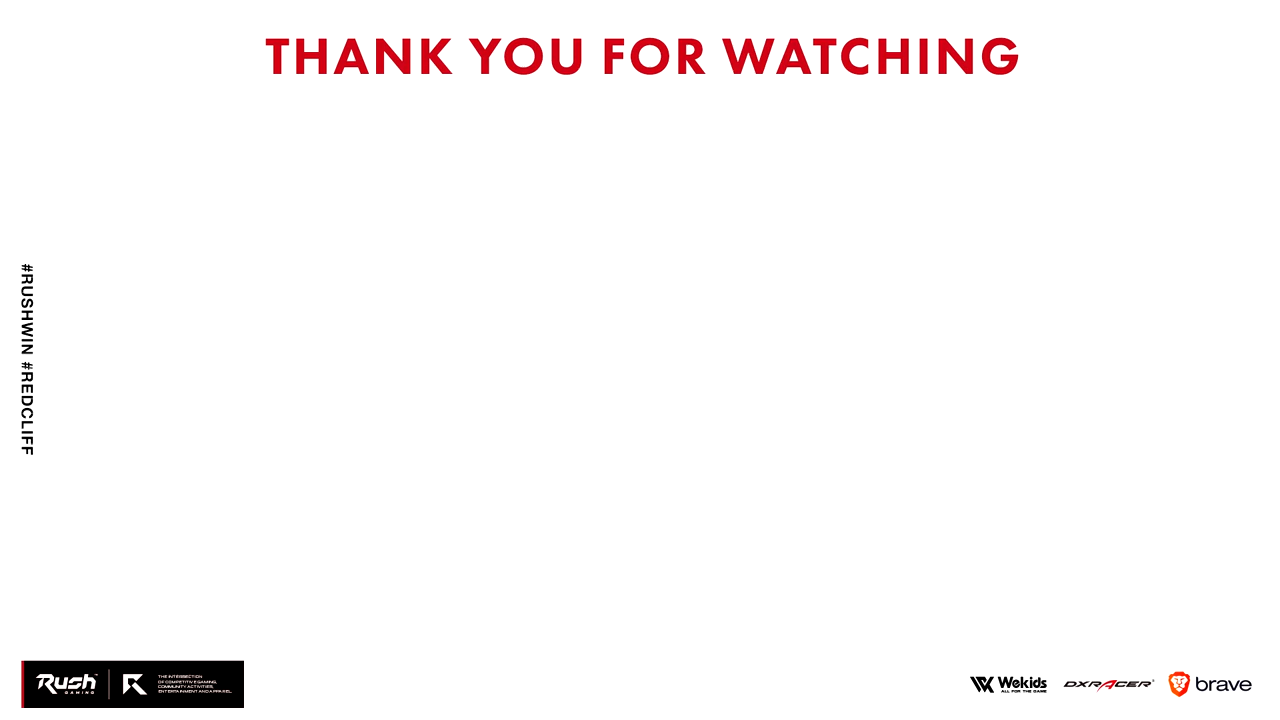 THANK YOU FOR WATCHING
#RUSHWIN #REDCLIFF
Rush
GAMING
THE INTERSECTION
OF COMPETITIVE GAMING,
COMMUNITY ACTIVITIES,
ENTERTAINMENT AND APPAREL
Wekids
ALL FOR THE GAME
DXRACER
brave